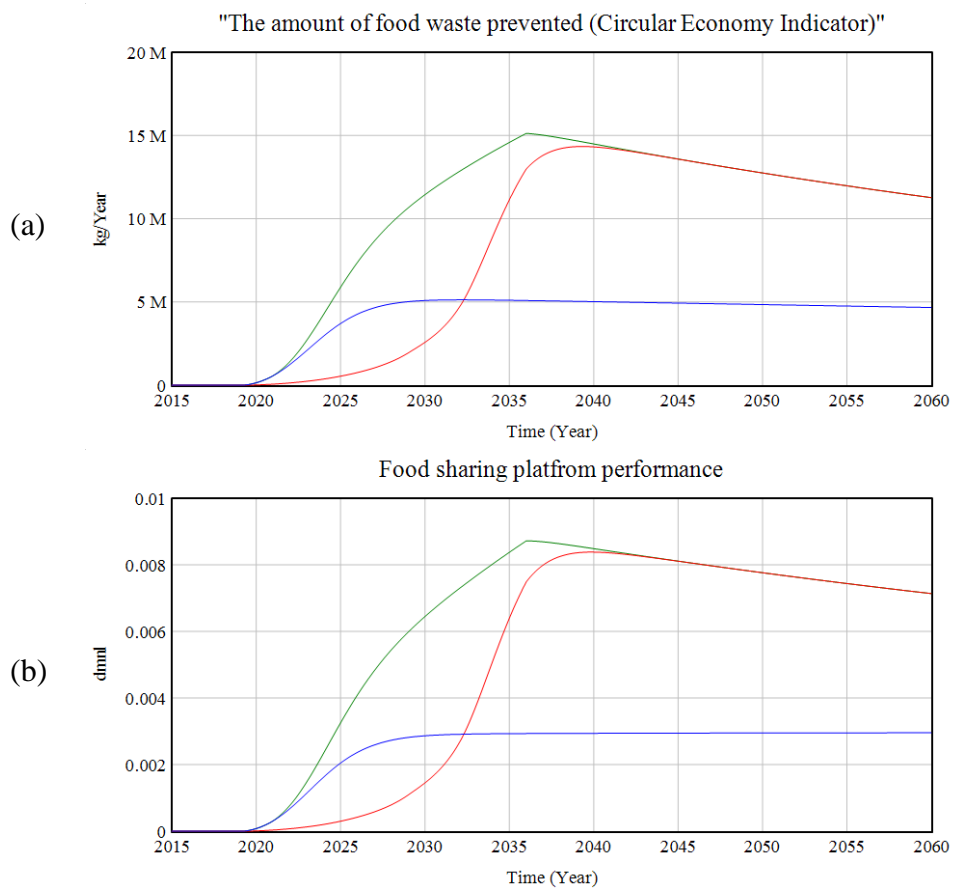 "The amount of food waste prevented (Circular Economy Indicator)"
20 M
15 M
10 M
5 M
0
kg/Year
(a)
2015 2020 2025 2030 2035 2040 2045 2050 2055 2060
Time (Year)
Food sharing platfrom performance
0.01
0.008
0.006
0.004
0.002
0
dmnl
(b)
2015 2020 2025 2030 2035 2040 2045 2050 2055 2060
Time (Year)